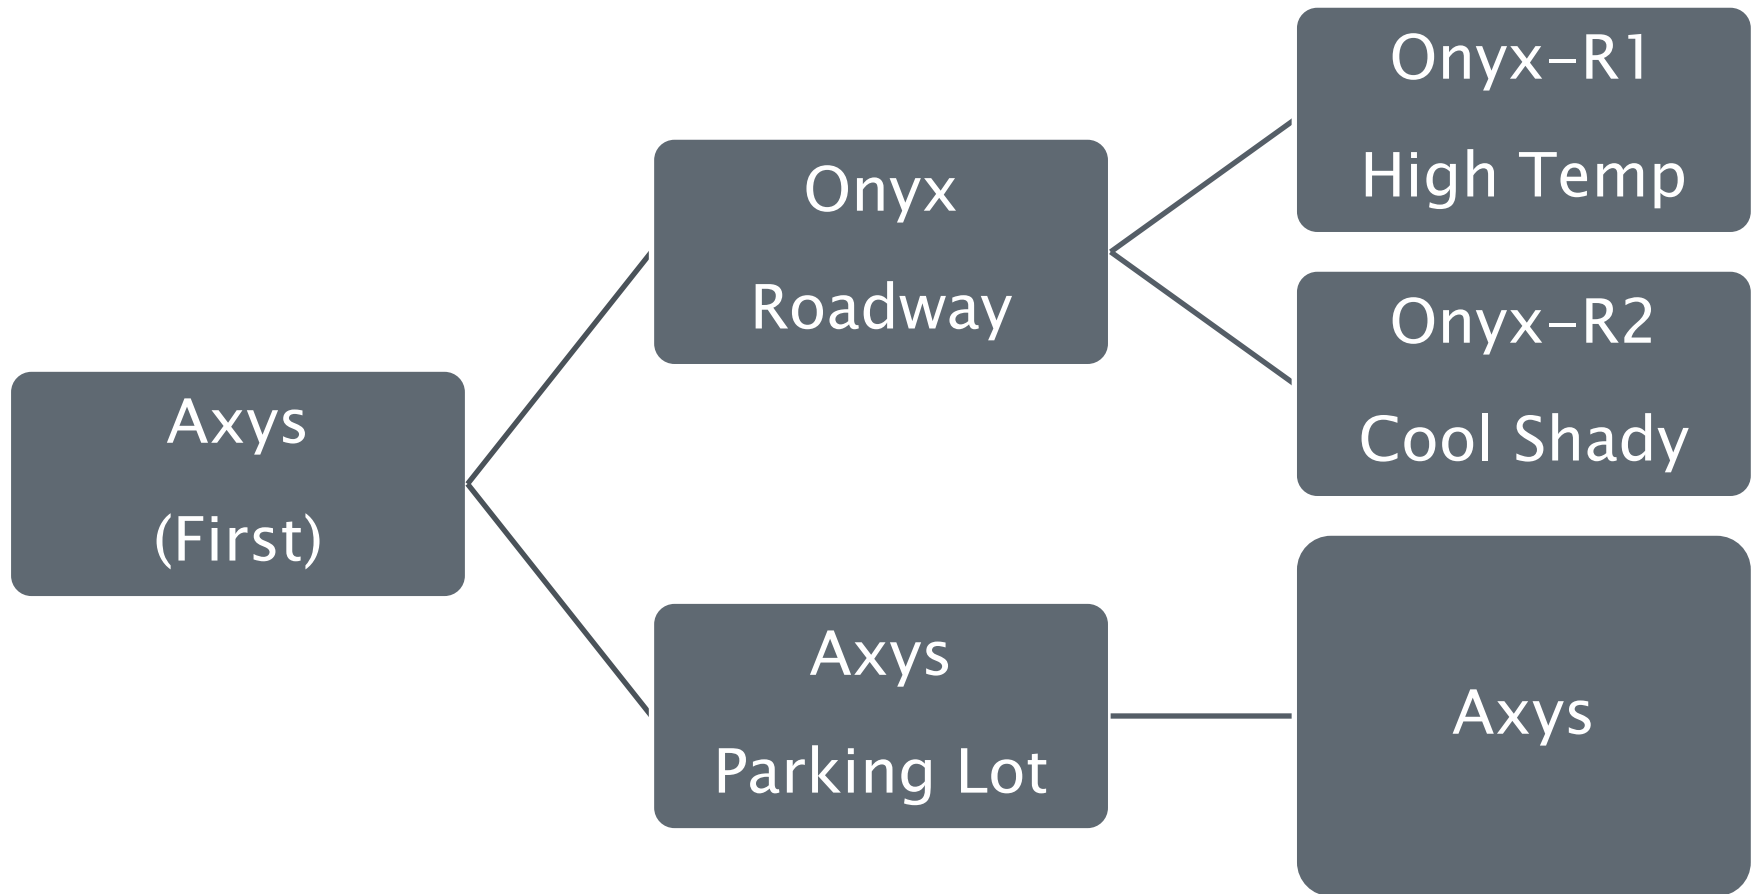 Axys
(First)
Onyx
Roadway
Axys
Parking Lot
Onyx–R1
High Temp
Onyx–R2
Cool Shady
Axys